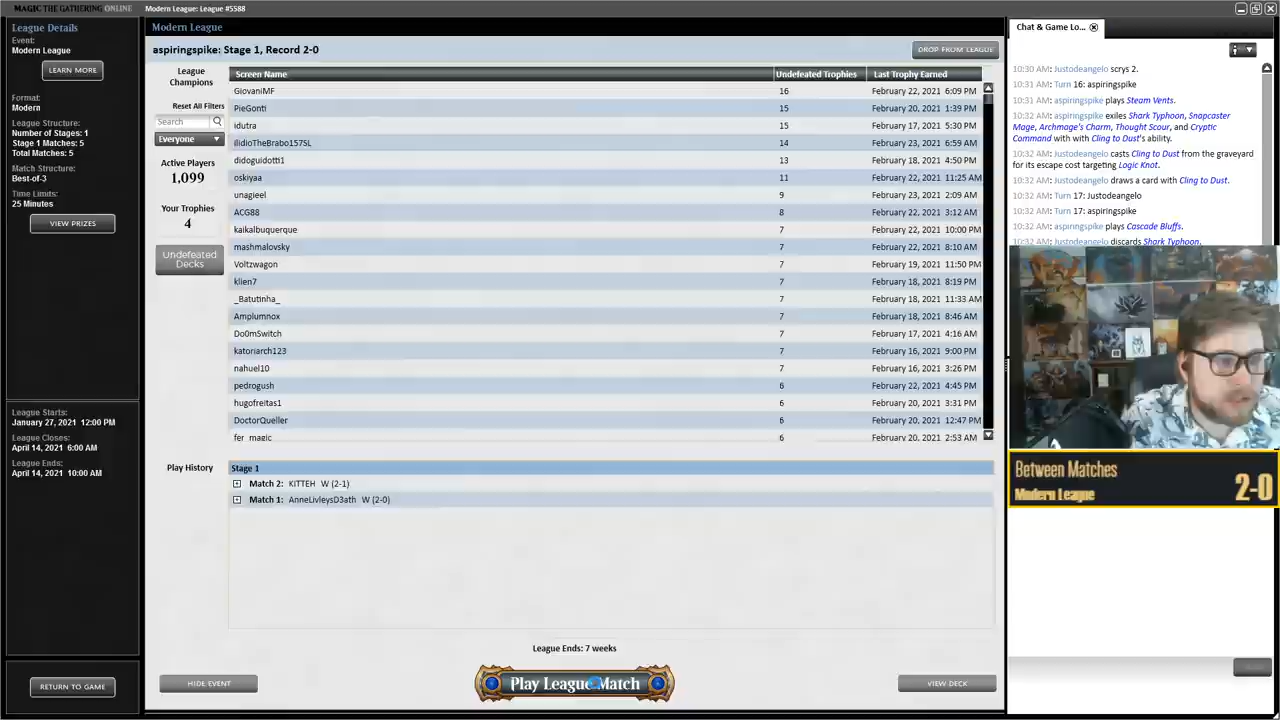 MAGIC THE GATHERING ONLINE
Modern League: League #5588
League Details
Event:
Modern League
LEARN MORE
Format:
Modern
League Structure:
Number of Stages: 1
Stage 1 Matches: 5
Total Matches: 5
Match Structure:
Best-of-3
Time Limits:
25 Minutes
VIEW PRIZES
League Starts:
January 27, 2021 12:00 PM
League Closes:
April 14, 2021 6:00 AM
League Ends:
April 14, 2021 10:00 AM
RETURN TO GAME
Modern League
aspiringspike: Stage 1, Record 2-0
DROP FROM LEAGUE
League
Champions
Reset All Filters
Search
Everyone
Active Players
1,099
Your Trophies
4
Undefeated
Decks
Screen Name Undefeated Trophies Last Trophy Earned
GiovaniMF 16 February 22, 2021 6:09 PM
PieGonti 15 February 20, 2021 1:39 PM
idutra 15 February 17, 2021 5:30 PM
ilidioTheBrabo157SL 14 February 23, 2021 6:59 AM
didoguidotti1 13 February 18, 2021 4:50 PM
oskiyaa 11 February 22, 2021 11:25 AM
unagieel 9 February 23, 2021 2:09 AM
ACG88 8 February 22, 2021 3:12 AM
kaikalbuquerque 7 February 22, 2021 10:00 PM
mashmalovsky 7 February 22, 2021 8:10 AM
Voltzwagon 7 February 19, 2021 11:50 PM
klien7 7 February 18, 2021 8:19 PM
_Batutinha_ 7 February 18, 2021 11:33 AM
Amplumnox 7 February 18, 2021 8:46 AM
Do0mSwitch 7 February 17, 2021 4:16 AM
katoriarch123 7 February 16, 2021 9:00 PM
nahuel10 7 February 16, 2021 3:26 PM
pedrogush 6 February 22, 2021 4:45 PM
hugofreitas1 6 February 20, 2021 3:31 PM
DoctorQueller 6 February 20, 2021 12:47 PM
fer_magic 6 February 20, 2021 2:53 AM
Play History
Stage 1
Match 2: KITTEH W (2-1)
Match 1: AnneLivleysD3ath W (2-0)
League Ends: 7 weeks
HIDE EVENT
Play League Match
VIEW DECK
Chat & Game Lo...
10:30 AM: Justodeangelo scrys 2.
10:31 AM: Turn 16: aspiringspike
10:31 AM: aspiringspike plays Steam Vents.
10:32 AM: aspiringspike exiles Shark Typhoon, Snapcaster
Mage, Archmage's Charm, Thought Scour, and Cryptic
Command with with Cling to Dust's ability.
10:32 AM: Justodeangelo casts Cling to Dust from the graveyard
for its escape cost targeting Logic Knot.
10:32 AM: Justodeangelo draws a card with Cling to Dust.
10:32 AM: Turn 17: Justodeangelo
10:32 AM: Turn 17: aspiringspike
10:32 AM: aspiringspike plays Cascade Bluffs.
10:32 AM: Justodeangelo discards Shark Typhoon.
Between Matches
Modern League
2-0